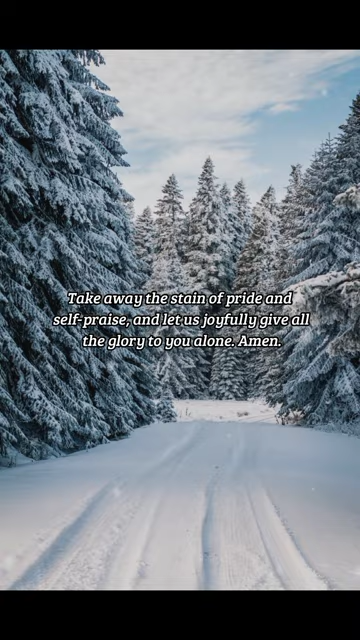 Take away the stain of pride and
self-praise, and let us joyfully give all
the glory to you alone. Amen.